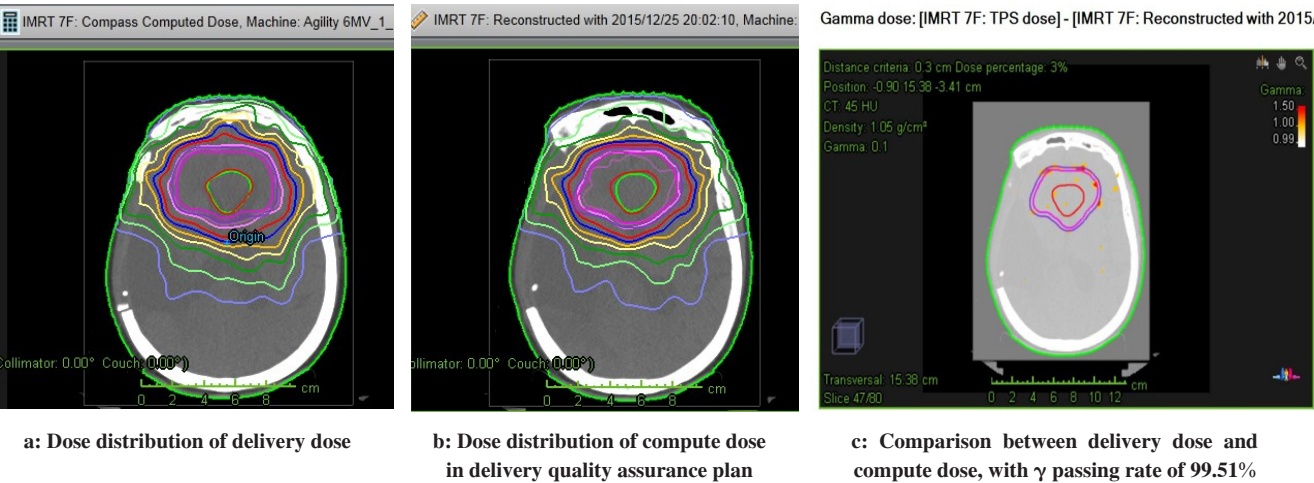 IMRT 7F: Compass Computed Dose, Machine: Agility 6MV_1_
Origin
Collimator: 0.00° Couch: 0.00°)
cm
0 2 4 6 8
a: Dose distribution of delivery dose
IMRT 7F: Reconstructed with 2015/12/25 20:02:10, Machine:
ollimator: 0.00° Couch: 0.00°)
cm
0 2 4 6 8
b: Dose distribution of compute dose
in delivery quality assurance plan
Gamma dose: [IMRT 7F: TPS dose] - [IMRT 7F: Reconstructed with 2015/
Distance criteria: 0.3 cm Dose percentage: 3%
Position: -0.90 15.38 -3.41 cm
CT: 45 HU
Density: 1.05 g/cm³
Gamma: 0.1
Gamma:
1.50
1.00
0.99
Transversal: 15.38 cm
Slice 47/80
cm
0 2 4 6 8 10 12
c: Comparison between delivery dose and
compute dose, with γ passing rate of 99.51%